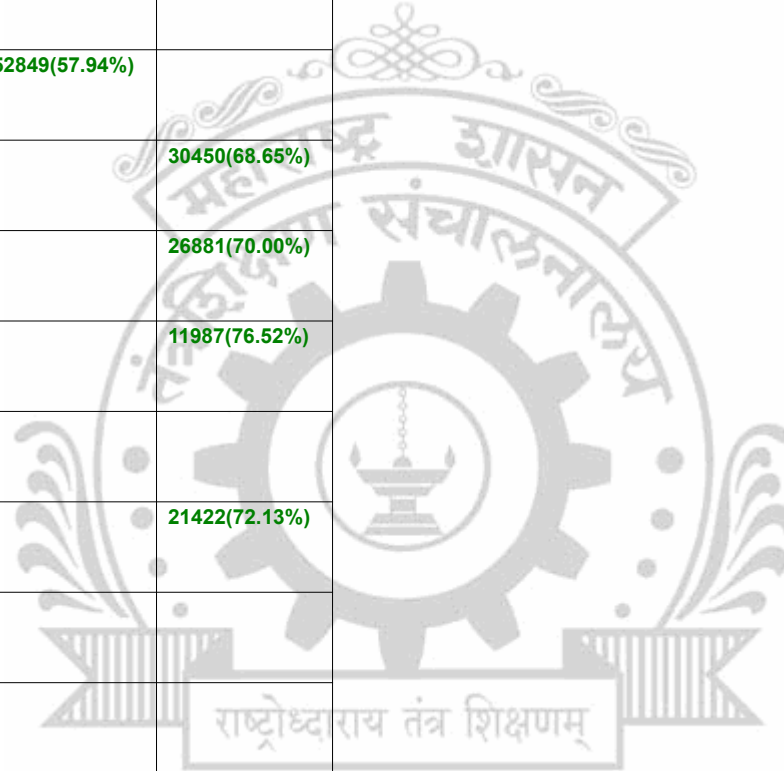 52849(57.94%)
30450(68.65%)
26881(70.00%)
11987(76.52%)
21422(72.13%)
महाराष्ट्र शासन
तंत्रशिक्षण संचालनालय
राष्ट्रोध्दाराय तंत्र शिक्षणम्